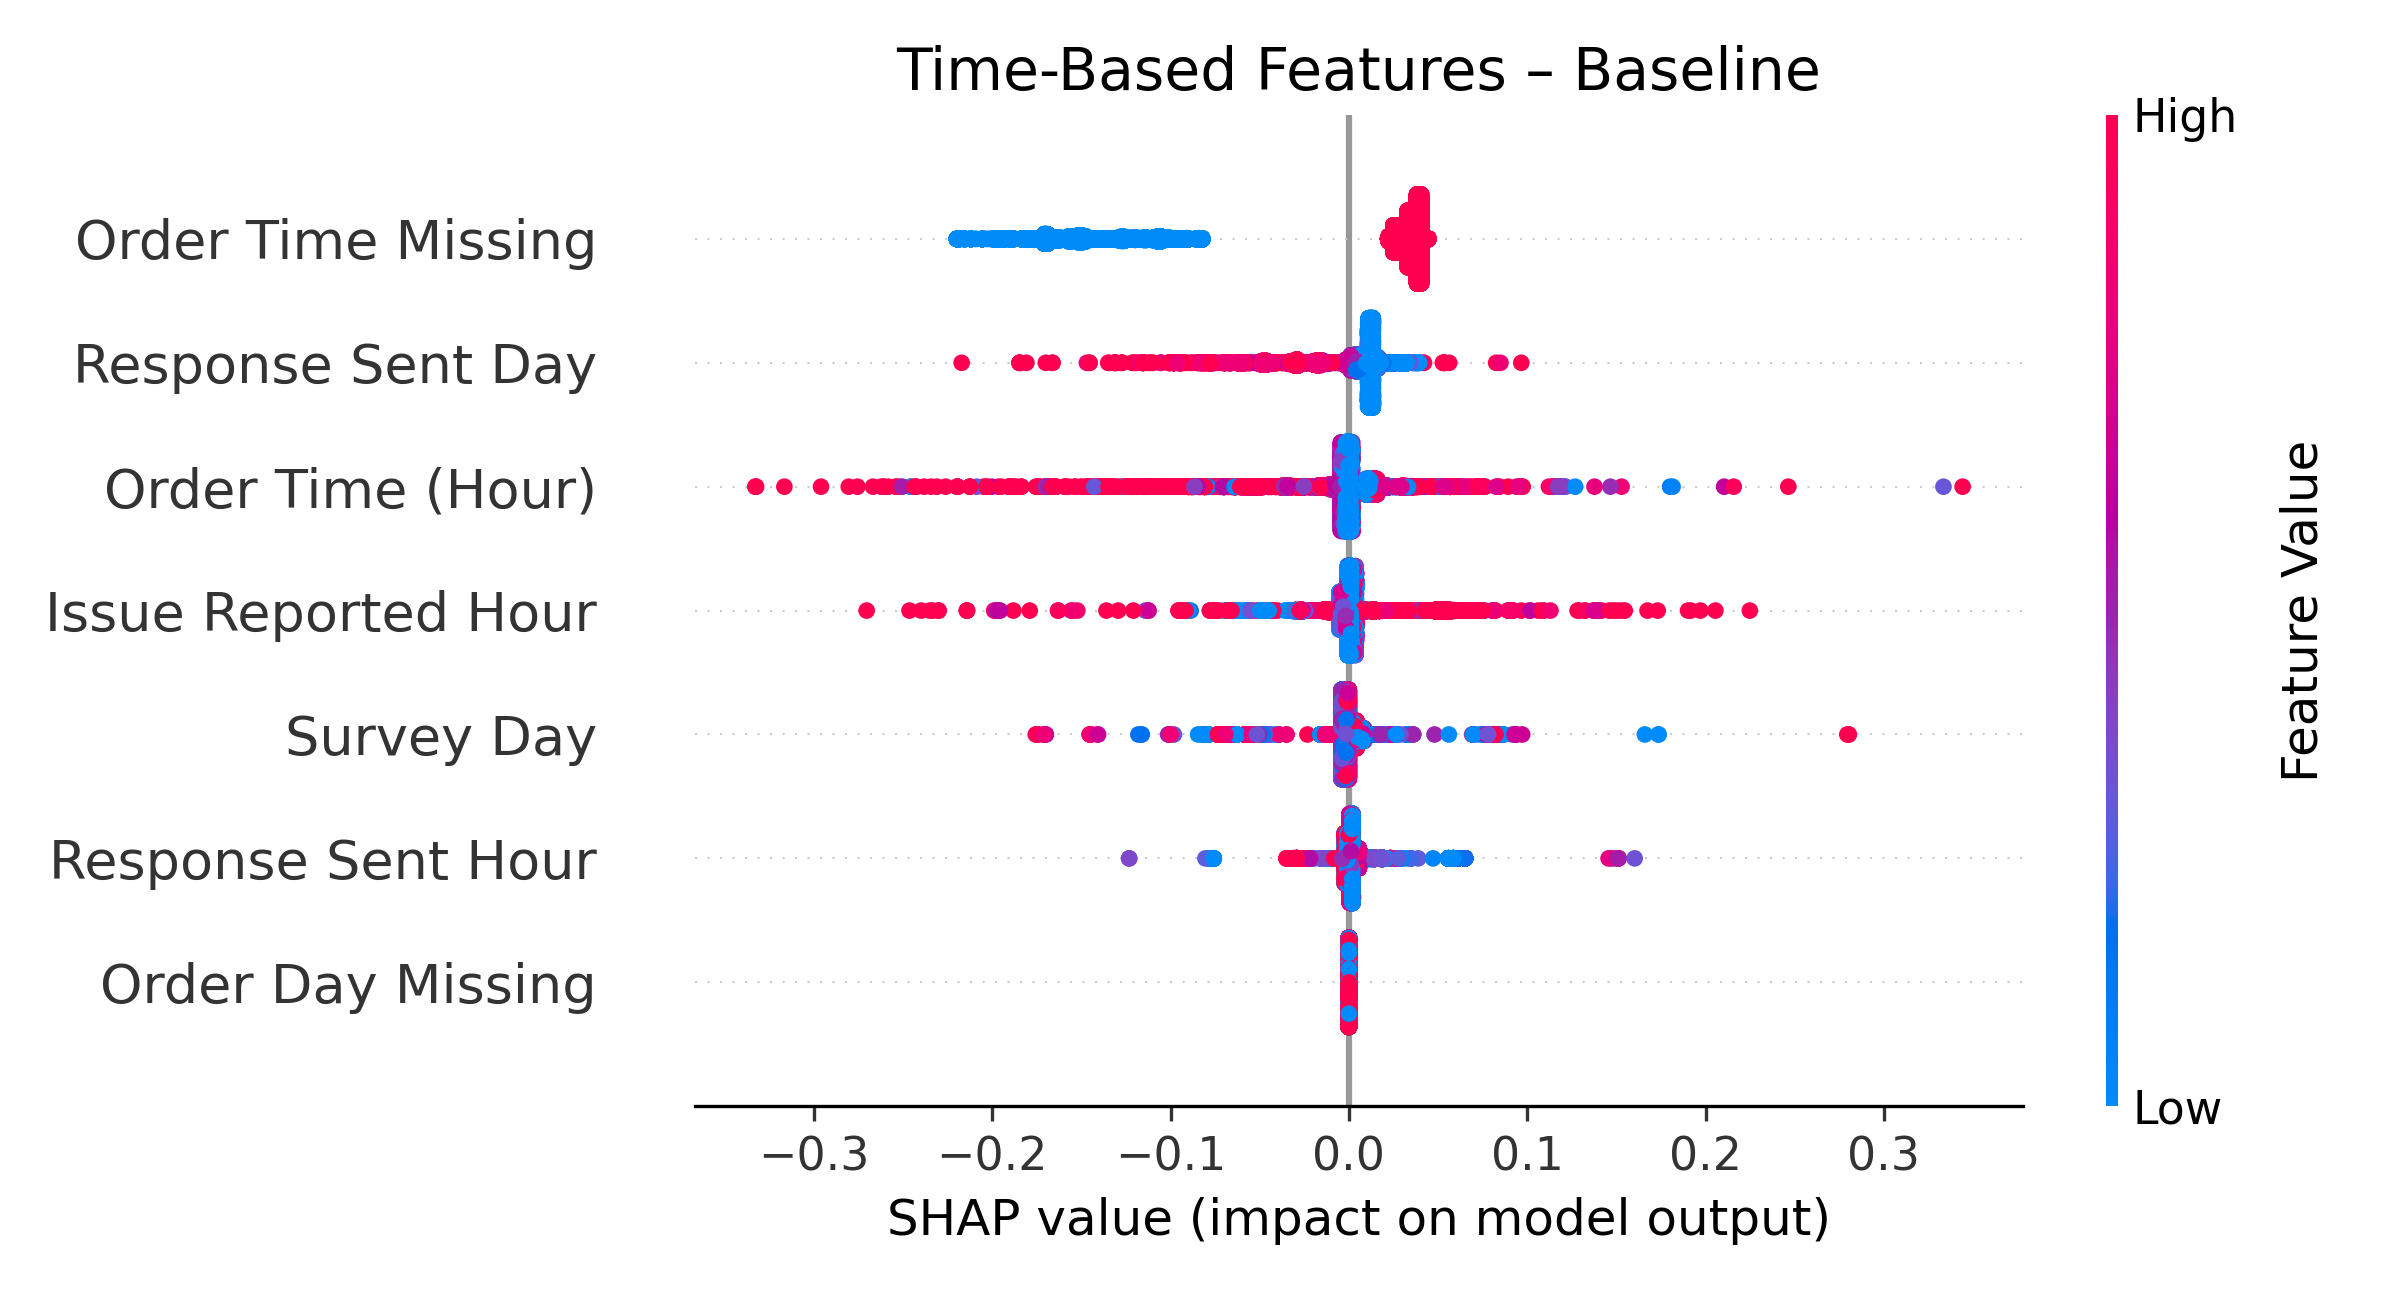 Time-Based Features – Baseline
High
Order Time Missing
Response Sent Day
Order Time (Hour)
Issue Reported Hour
Survey Day
Response Sent Hour
Order Day Missing
Feature Value
Low
−0.3 −0.2 −0.1 0.0 0.1 0.2 0.3
SHAP value (impact on model output)